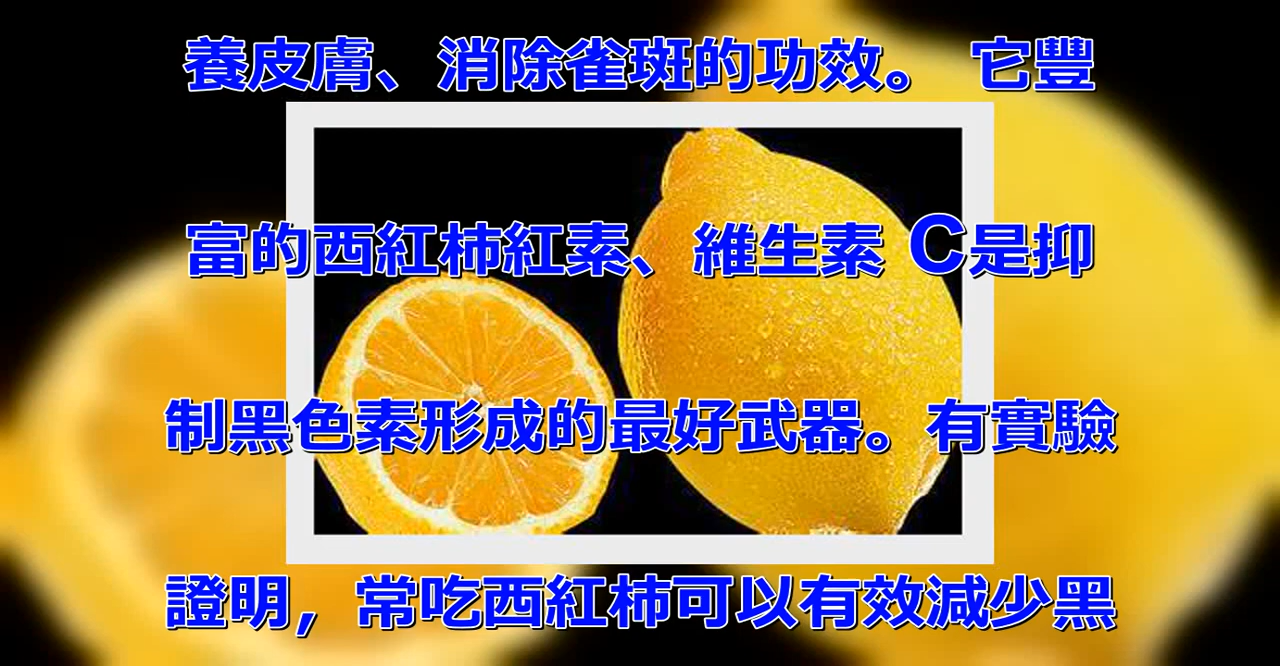 養皮膚、消除雀斑的功效。 它豐
富的西紅柿紅素、維生素 C是抑
制黑色素形成的最好武器。有實驗
證明，常吃西紅柿可以有效減少黑